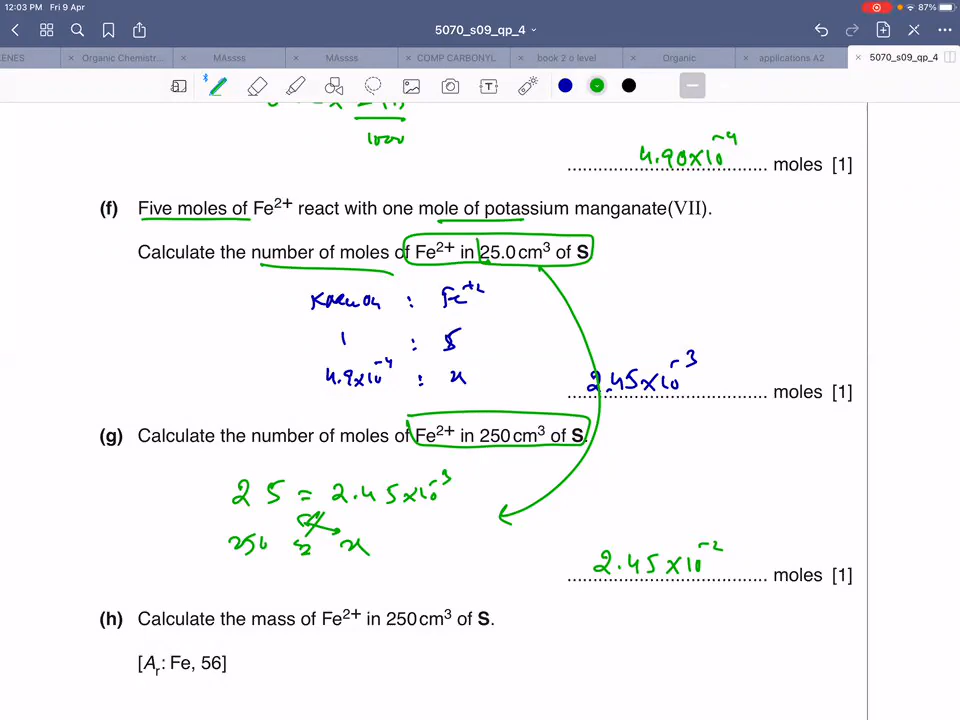 12:03 PM Fri 9 Apr 87%
5070_s09_qp_4
ENES Organic Chemistr... MAssss MAssss COMP CARBONYL.. book 2 o level Organic applications A2 5070_s09_qp_4
1000
4.90x10⁻⁴
moles [1]
(f) Five moles of Fe²⁺ react with one mole of potassium manganate(VII).
Calculate the number of moles of Fe²⁺ in 25.0 cm³ of S
: Fe⁺²
1 : 5
4.9x10⁻⁴ : x
2.45x10⁻³
moles [1]
(g) Calculate the number of moles of Fe²⁺ in 250 cm³ of S.
25 = 2.45x10⁻³
250 = x
2.45x10⁻²
moles [1]
(h) Calculate the mass of Fe²⁺ in 250 cm³ of S.
[Aᵣ: Fe, 56]